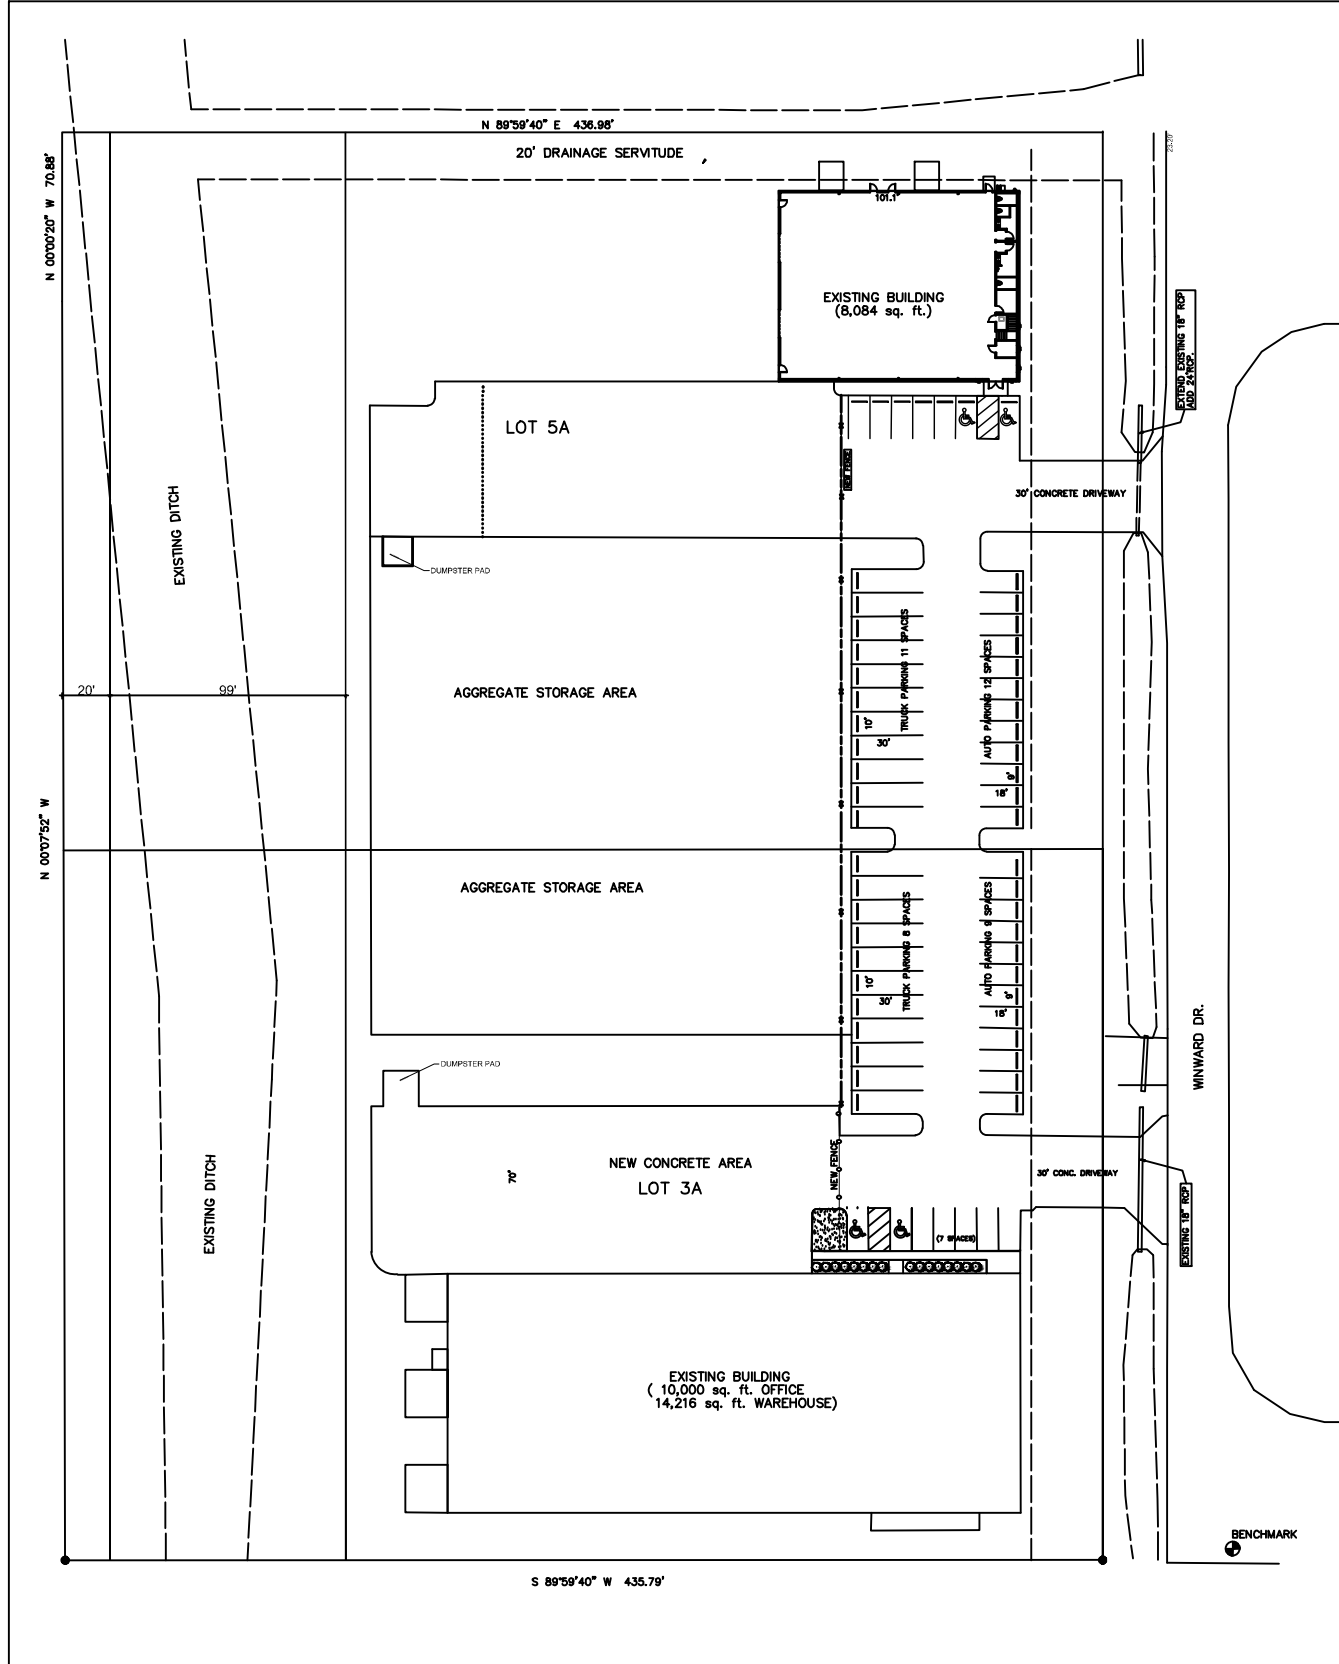 N 89°59'40" E 436.98'
20' DRAINAGE SERVITUDE
23.20'
N 00°00'20" W 70.88'
101.1'
EXISTING BUILDING
(8,084 sq. ft.)
EXTEND EXISTING 18" RCP
ADD 24"RCP.
LOT 5A
NEW FENCE
30' CONCRETE DRIVEWAY
EXISTING DITCH
DUMPSTER PAD
TRUCK PARKING 11 SPACES
AUTO PARKING 12 SPACES
20'
99'
AGGREGATE STORAGE AREA
10'
30'
9'
18'
N 00°07'52" W
AGGREGATE STORAGE AREA
TRUCK PARKING 8 SPACES
AUTO PARKING 9 SPACES
10'
30'
9'
18'
WINWARD DR.
DUMPSTER PAD
EXISTING DITCH
70'
NEW CONCRETE AREA
LOT 3A
NEW FENCE
30' CONC. DRIVEWAY
EXISTING 18" RCP
(7 SPACES)
EXISTING BUILDING
( 10,000 sq. ft. OFFICE
14,216 sq. ft. WAREHOUSE)
BENCHMARK
S 89°59'40" W 435.79'